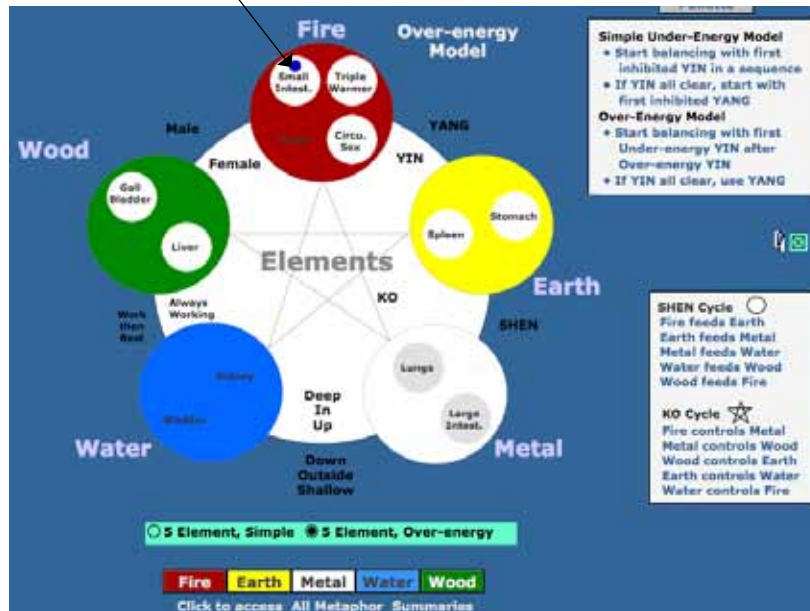 Fire
Over-energy
Model
Small
Intest.
Triple
Warmer
Circu.
Sex
Male
Female
YANG
YIN
Wood
Gall
Bladder
Liver
Spleen
Stomach
Earth
Elements
KO
SHEN
Always
Working
Work
then
Rest
Kidney
Bladder
Water
Deep
In
Up
Down
Outside
Shallow
Lungs
Large
Intest.
Metal
Simple Under-Energy Model
• Start balancing with first
inhibited YIN in a sequence
• If YIN all clear, start with
first inhibited YANG
Over-Energy Model
• Start balancing with first
Under-energy YIN after
Over-energy YIN
• If YIN all clear, use YANG
SHEN Cycle
Fire feeds Earth
Earth feeds Metal
Metal feeds Water
Water feeds Wood
Wood feeds Fire
KO Cycle
Fire controls Metal
Metal controls Wood
Wood controls Earth
Earth controls Water
Water controls Fire
5 Element, Simple 5 Element, Over-energy
Fire Earth Metal Water Wood
Click to access All Metaphor Summaries